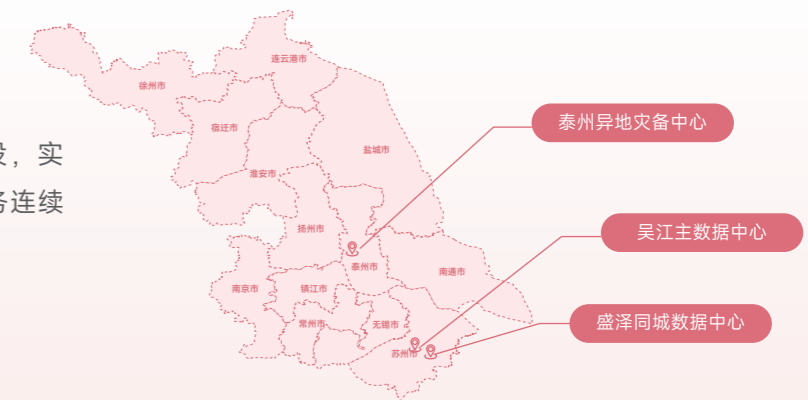 连云港市
徐州市
泰州异地灾备中心
宿迁市
设，实
盐城市
淮安市
务连续
扬州市
吴江主数据中心
泰州市
南通市
南京市
镇江市
常州市
无锡市
盛泽同城数据中心
苏州市